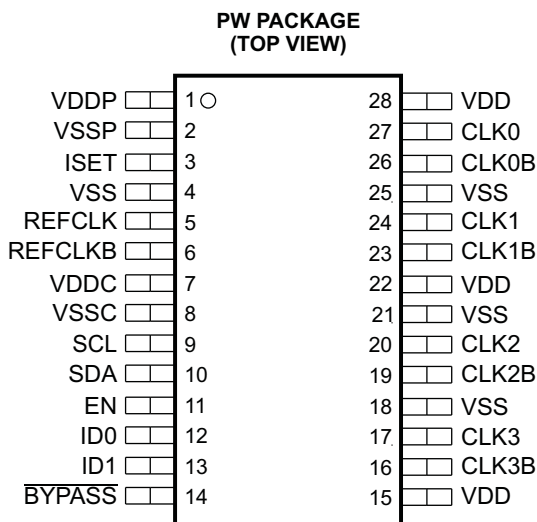 PW PACKAGE
(TOP VIEW)
VDDP 1 28 VDD
VSSP 2 27 CLK0
ISET 3 26 CLK0B
VSS 4 25 VSS
REFCLK 5 24 CLK1
REFCLKB 6 23 CLK1B
VDDC 7 22 VDD
VSSC 8 21 VSS
SCL 9 20 CLK2
SDA 10 19 CLK2B
EN 11 18 VSS
ID0 12 17 CLK3
ID1 13 16 CLK3B
BYPASS 14 15 VDD